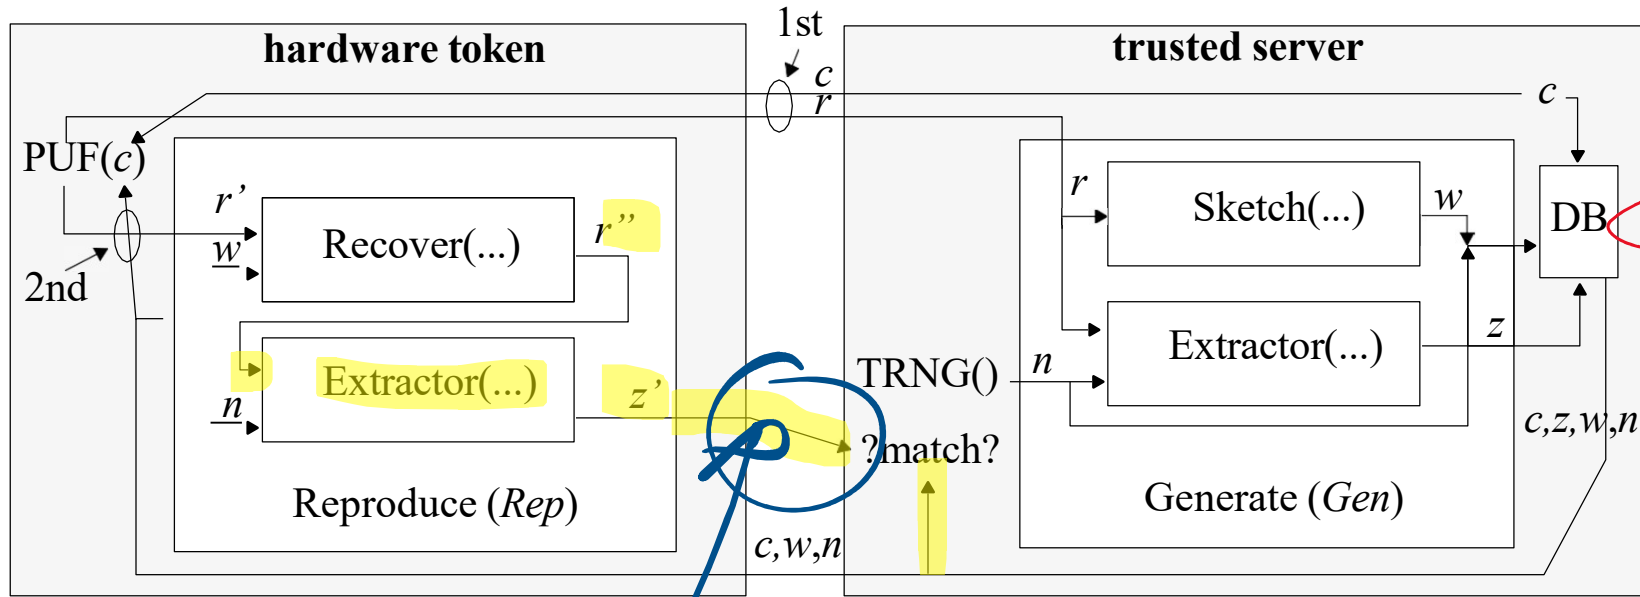 1st
hardware token
trusted server
c
r
c
PUF(c)
r’
w
Recover(...)
r’’
2nd
r
Sketch(...)
w
DB
Extractor(...)
n
z’
TRNG()
n
Extractor(...)
z
?match?
c,z,w,n
Reproduce (Rep)
Generate (Gen)
c,w,n